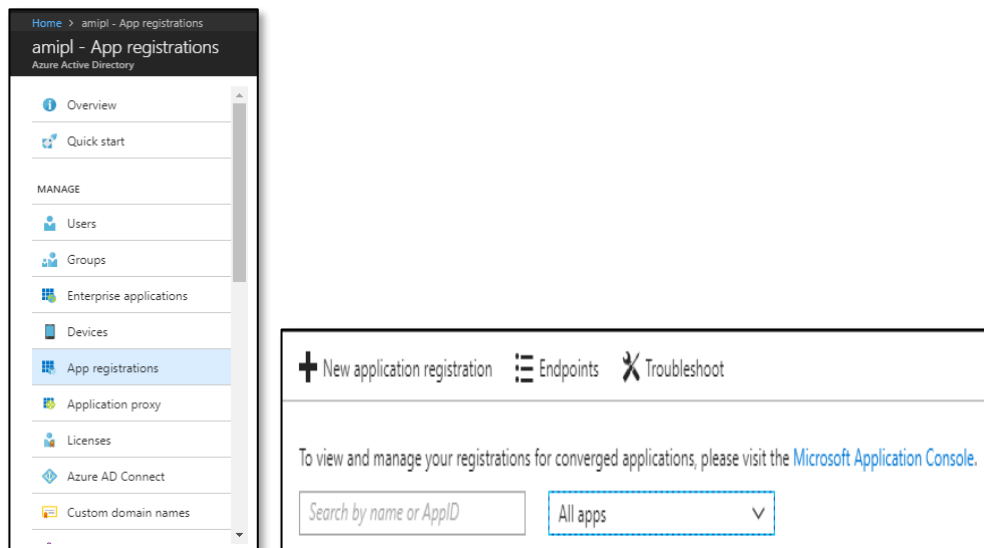 Home > amipl - App registrations
amipl - App registrations
Azure Active Directory
Overview
Quick start
MANAGE
Users
Groups
Enterprise applications
Devices
App registrations
Application proxy
Licenses
Azure AD Connect
Custom domain names
New application registration Endpoints Troubleshoot
To view and manage your registrations for converged applications, please visit the Microsoft Application Console.
Search by name or AppID All apps